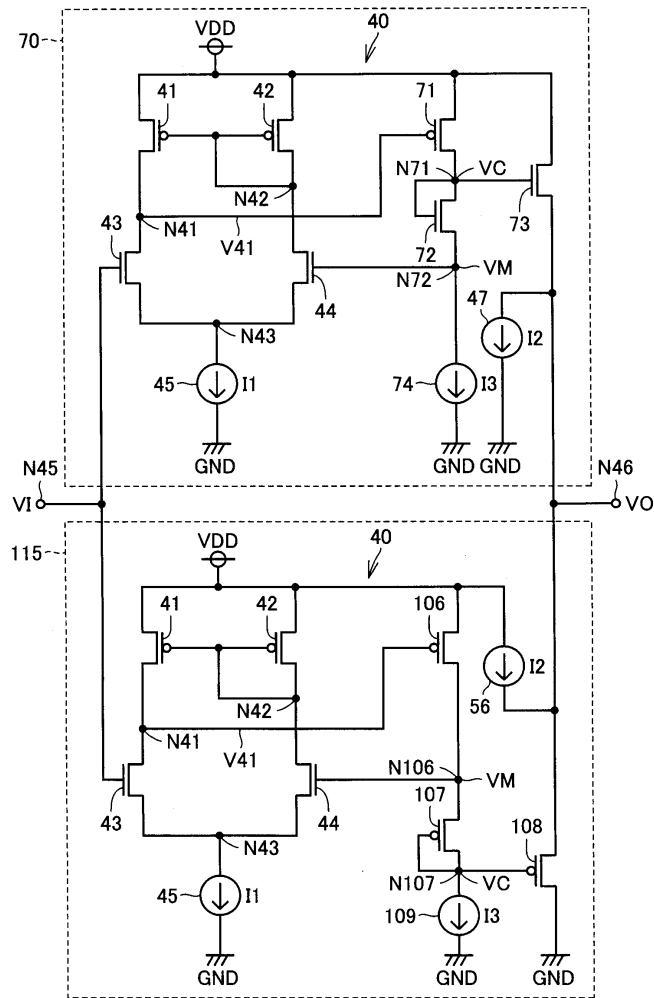 70
VDD
40
41
42
71
N71
VC
73
N42
43
N41
V41
72
N72
VM
44
47
I2
N43
45
I1
74
I3
GND
GND
GND
N45
VI
N46
VO
115
VDD
40
41
42
106
I2
56
N42
N41
V41
N106
VM
43
44
107
108
N43
N107
VC
45
I1
109
I3
GND
GND
GND